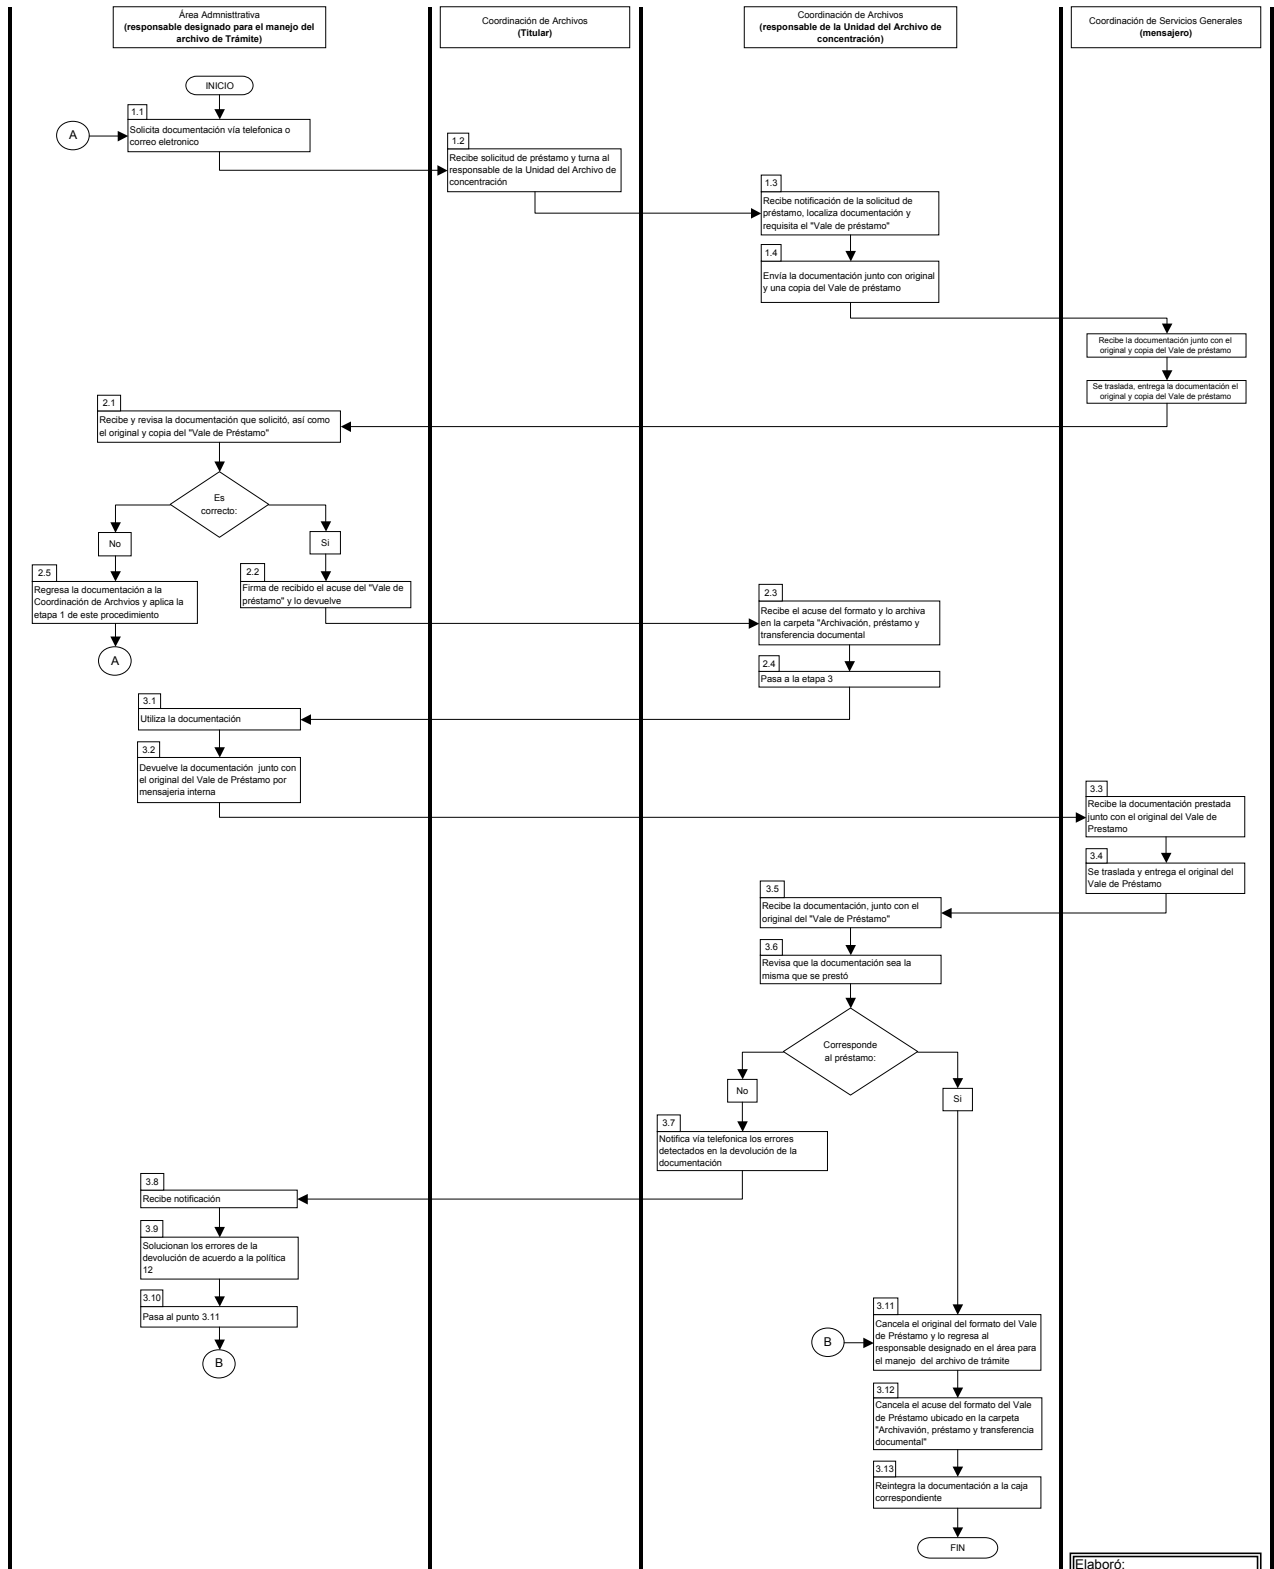 Área Admnisttrativa
(responsable designado para el manejo del
archivo de Trámite)
Coordinación de Archivos
(Titular)
Coordinación de Archivos
(responsable de la Unidad del Archivo de
concentración)
Coordinación de Servicios Generales
(mensajero)
INICIO
A
1.1
Solicita documentación vía telefonica o
correo eletronico
1.2
Recibe solicitud de préstamo y turna al
responsable de la Unidad del Archivo de
concentración
1.3
Recibe notificación de la solicitud de
préstamo, localiza documentación y
requisita el "Vale de préstamo"
1.4
Envía la documentación junto con original
y una copia del Vale de préstamo
Recibe la documentación junto con el
original y copia del Vale de préstamo
Se traslada, entrega la documentación el
original y copia del Vale de préstamo
2.1
Recibe y revisa la documentación que solicitó, así como
el original y copia del "Vale de Préstamo"
Es
correcto:
No
Si
2.5
Regresa la documentación a la
Coordinación de Archvios y aplica la
etapa 1 de este procedimiento
A
2.2
Firma de recibido el acuse del "Vale de
préstamo" y lo devuelve
2.3
Recibe el acuse del formato y lo archiva
en la carpeta "Archivación, préstamo y
transferencia documental
2.4
Pasa a la etapa 3
3.1
Utiliza la documentación
3.2
Devuelve la documentación junto con
el original del Vale de Préstamo por
mensajeria interna
3.3
Recibe la documentación prestada
junto con el original del Vale de
Prestamo
3.4
Se traslada y entrega el original del
Vale de Préstamo
3.5
Recibe la documentación, junto con el
original del "Vale de Préstamo"
3.6
Revisa que la documentación sea la
misma que se prestó
Corresponde
al préstamo:
No
Si
3.7
Notifica vía telefonica los errores
detectados en la devolución de la
documentación
3.8
Recibe notificación
3.9
Solucionan los errores de la
devolución de acuerdo a la política
12
3.10
Pasa al punto 3.11
B
B
3.11
Cancela el original del formato del Vale
de Préstamo y lo regresa al
responsable designado en el área para
el manejo del archivo de trámite
3.12
Cancela el acuse del formato del Vale
de Préstamo ubicado en la carpeta
"Archivavión, préstamo y transferencia
documental"
3.13
Reintegra la documentación a la caja
correspondiente
FIN
Elaboró: